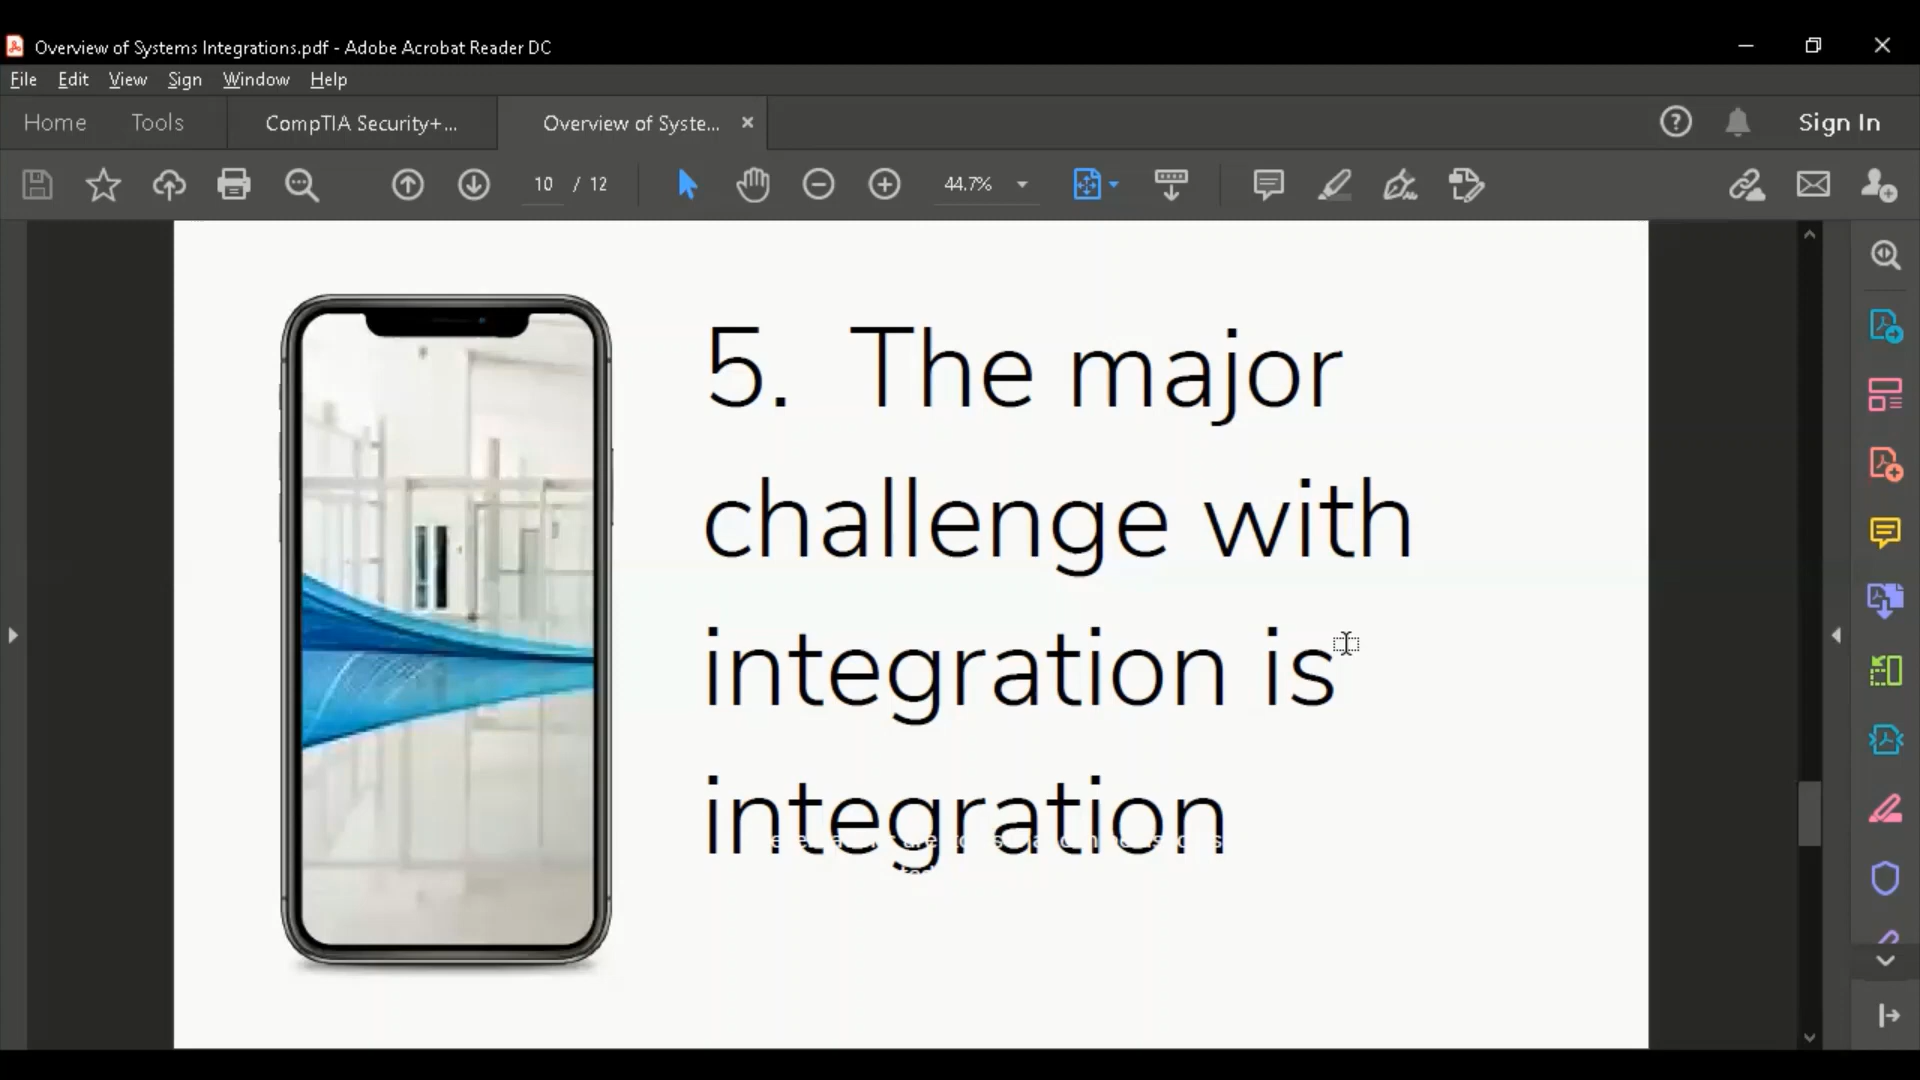 Overview of Systems Integrations.pdf - Adobe Acrobat Reader DC
File Edit View Sign Window Help
Home Tools CompTIA Security+... Overview of Syste... Sign In
10 / 12 44.7%
5. The major
challenge with
integration is
integration